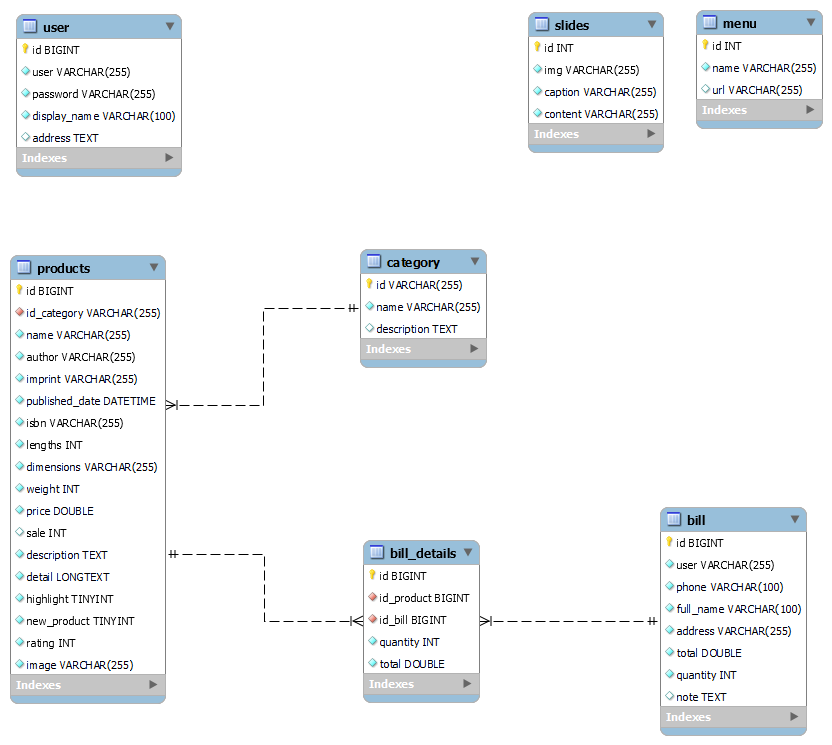 user
id BIGINT
user VARCHAR(255)
password VARCHAR(255)
display_name VARCHAR(100)
address TEXT
Indexes
slides
id INT
img VARCHAR(255)
caption VARCHAR(255)
content VARCHAR(255)
Indexes
menu
id INT
name VARCHAR(255)
url VARCHAR(255)
Indexes
products
id BIGINT
id_category VARCHAR(255)
name VARCHAR(255)
author VARCHAR(255)
imprint VARCHAR(255)
published_date DATETIME
isbn VARCHAR(255)
lengths INT
dimensions VARCHAR(255)
weight INT
price DOUBLE
sale INT
description TEXT
detail LONGTEXT
highlight TINYINT
new_product TINYINT
rating INT
image VARCHAR(255)
Indexes
category
id VARCHAR(255)
name VARCHAR(255)
description TEXT
Indexes
bill_details
id BIGINT
id_product BIGINT
id_bill BIGINT
quantity INT
total DOUBLE
Indexes
bill
id BIGINT
user VARCHAR(255)
phone VARCHAR(100)
full_name VARCHAR(100)
address VARCHAR(255)
total DOUBLE
quantity INT
note TEXT
Indexes